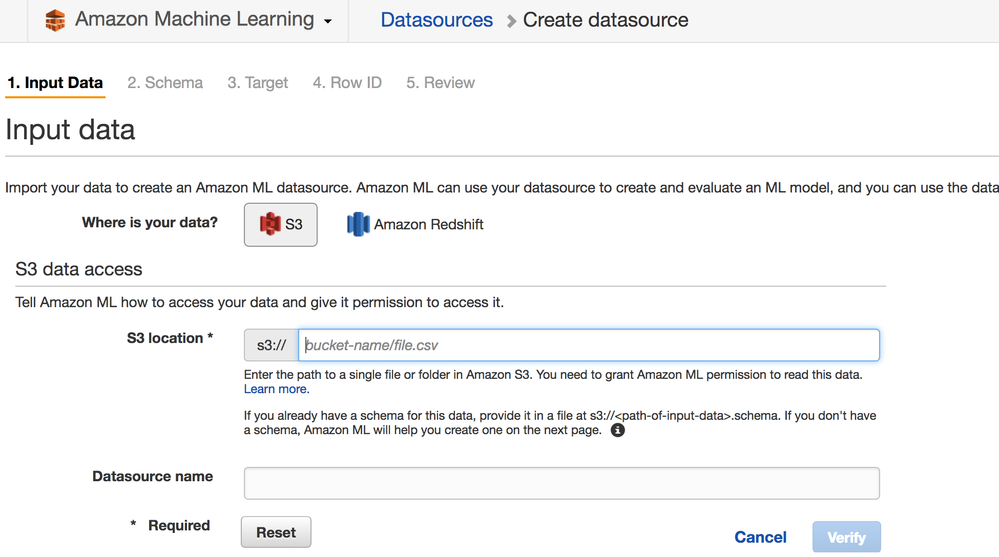 Amazon Machine Learning
Datasources > Create datasource
1. Input Data 2. Schema 3. Target 4. Row ID 5. Review
Input data
Import your data to create an Amazon ML datasource. Amazon ML can use your datasource to create and evaluate an ML model, and you can use the data
Where is your data? S3 Amazon Redshift
S3 data access
Tell Amazon ML how to access your data and give it permission to access it.
S3 location * s3:// bucket-name/file.csv
Enter the path to a single file or folder in Amazon S3. You need to grant Amazon ML permission to read this data.
Learn more.
If you already have a schema for this data, provide it in a file at s3://<path-of-input-data>.schema. If you don't have
a schema, Amazon ML will help you create one on the next page.
Datasource name
* Required Reset Cancel Verify